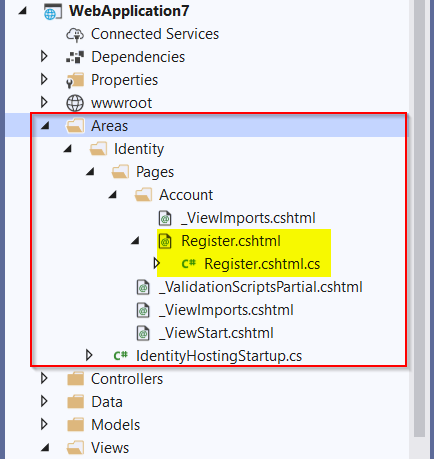 WebApplication7
Connected Services
Dependencies
Properties
wwwroot
Areas
Identity
Pages
Account
_ViewImports.cshtml
Register.cshtml
C# Register.cshtml.cs
_ValidationScriptsPartial.cshtml
_ViewImports.cshtml
_ViewStart.cshtml
C# IdentityHostingStartup.cs
Controllers
Data
Models
Views